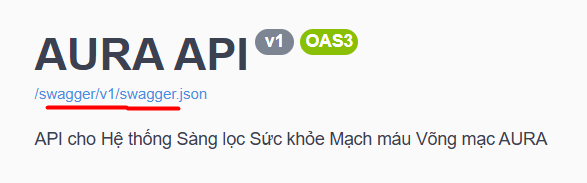 AURA API v1 OAS3
/swagger/v1/swagger.json
API cho Hệ thống Sàng lọc Sức khỏe Mạch máu Võng mạc AURA